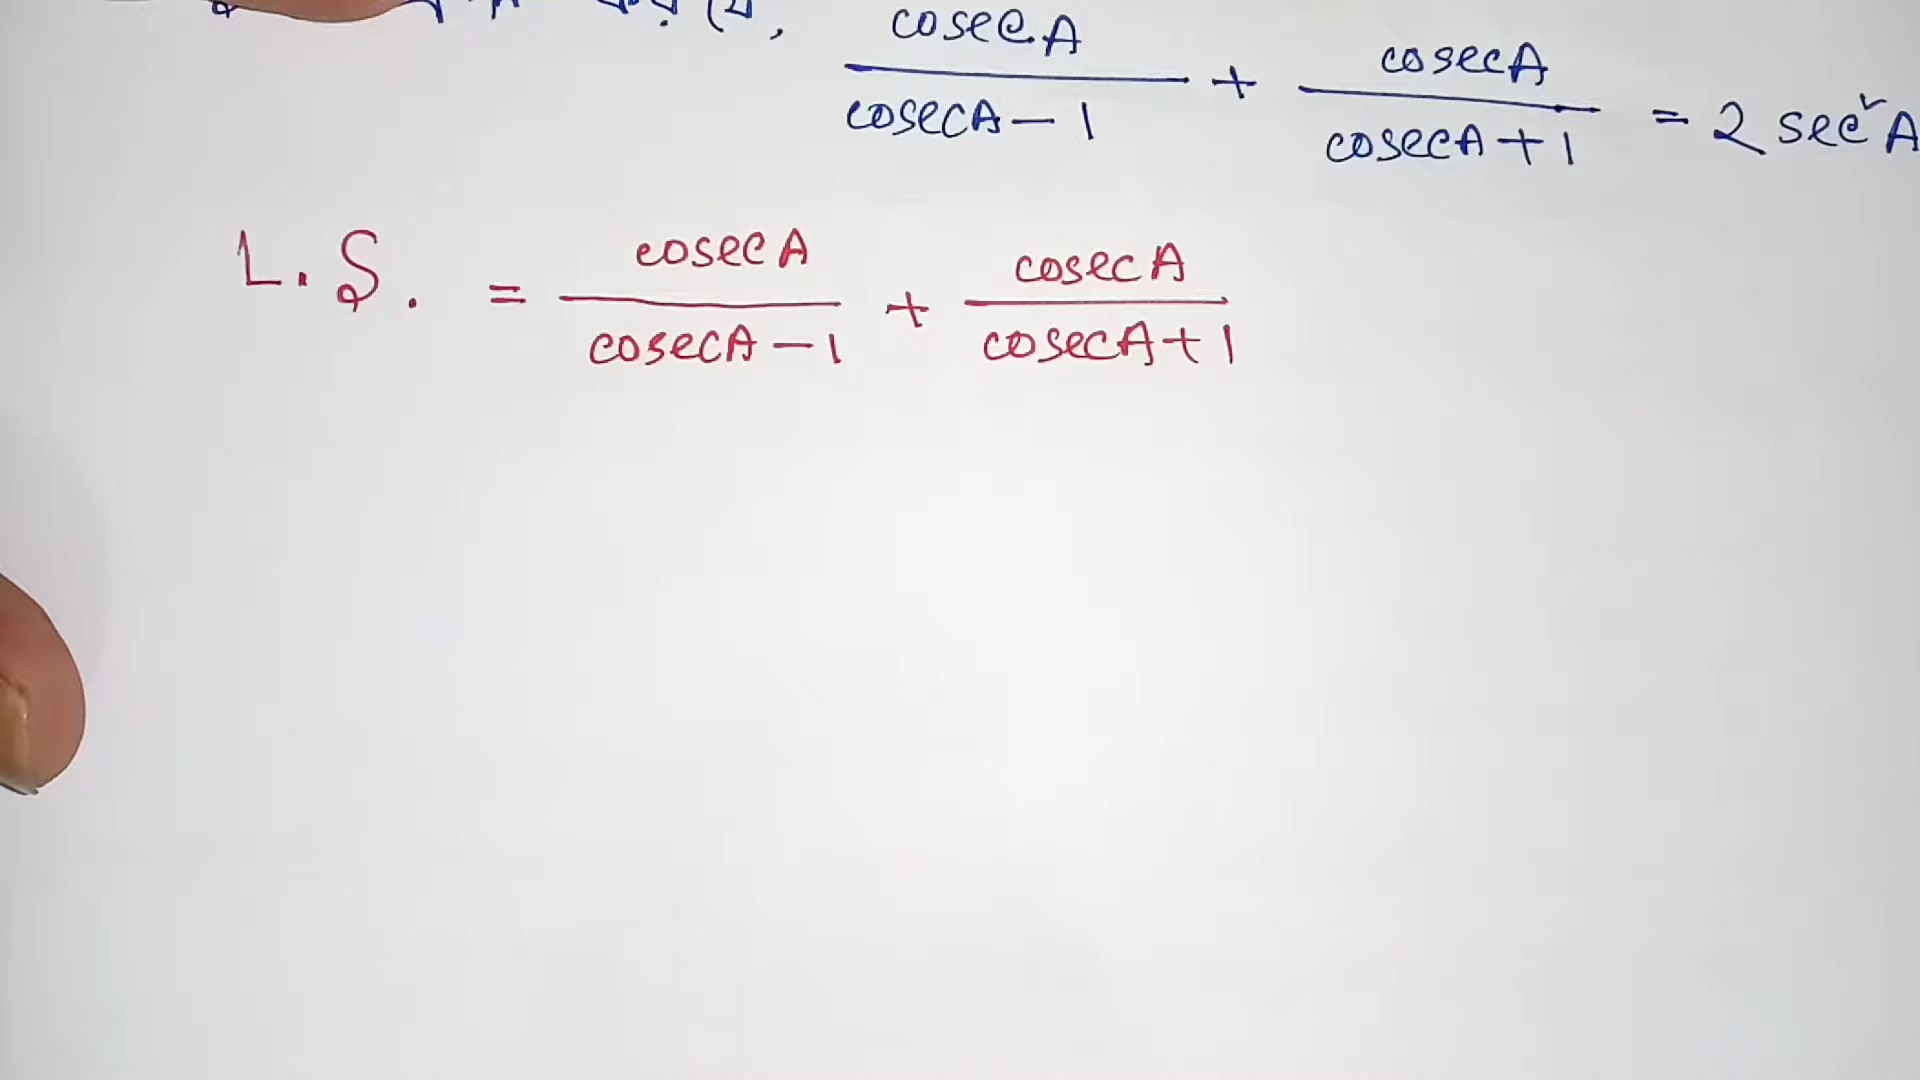 cosecA / cosecA - 1 + cosecA / cosecA + 1 = 2 sec²A
L.S. = cosecA / cosecA - 1 + cosecA / cosecA + 1